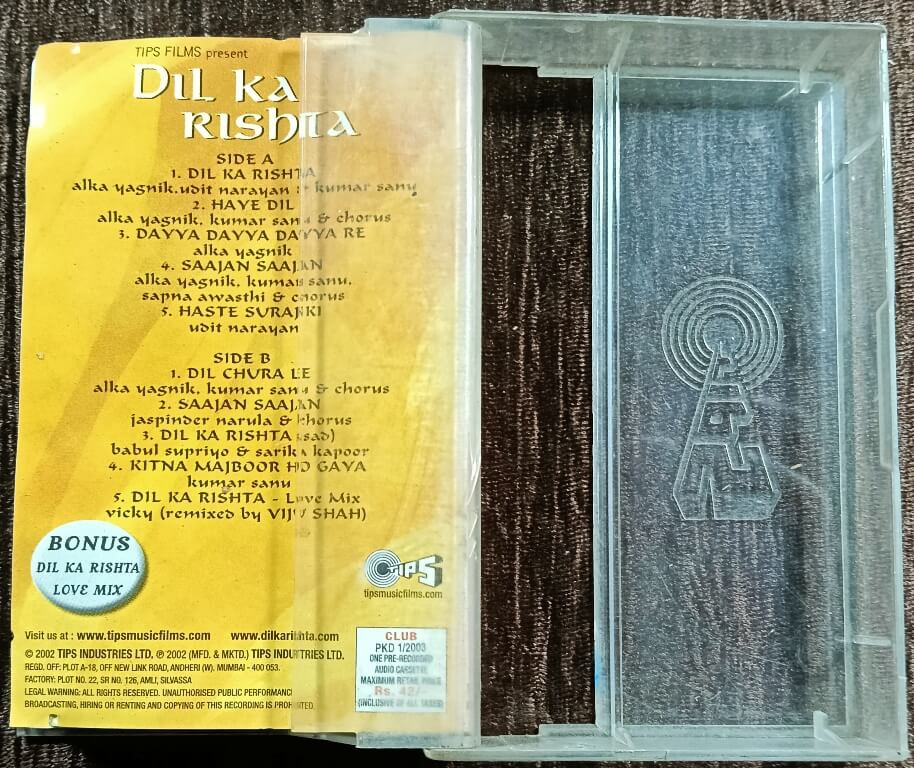 TIPS FILMS present
DIL KA
RISHTA
SIDE A
1. DIL KA RISHTA
alka yagnik.udit narayan & kumar sanu
2. HAYE DIL
alka yagnik, kumar sanu & chorus
3. DAYYA DAYYA DAYYA RE
alka yagnik
4. SAAJAN SAAJAN
alka yagnik, kumar sanu,
sapna awasthi & chorus
5. HASTE SURAJ KI
udit narayan
SIDE B
1. DIL CHURA LE
alka yagnik, kumar sanu & chorus
2. SAAJAN SAAJAN
jaspinder narula & chorus
3. DIL KA RISHTA (sad)
babul supriyo & sarika kapoor
4. KITNA MAJBOOR HO GAYA
kumar sanu
5. DIL KA RISHTA - Love Mix
vicky (remixed by VIJU SHAH)
BONUS
DIL KA RISHTA
LOVE MIX
TIPS
tipsmusicfilms.com
Visit us at : www.tipsmusicfilms.com www.dilkarishta.com
© 2002 TIPS INDUSTRIES LTD. ℗ 2002 (MFD. & MKTD.) TIPS INDUSTRIES LTD.
REGD. OFF: PLOT A-18, OFF NEW LINK ROAD, ANDHERI (W). MUMBAI - 400 053.
FACTORY: PLOT NO. 22, SR NO. 126, AMLI, SILVASSA
LEGAL WARNING: ALL RIGHTS RESERVED. UNAUTHORISED PUBLIC PERFORMANCE
BROADCASTING, HIRING OR RENTING AND COPYING OF THIS RECORDING IS PROHIBITED.
CLUB
PKD 1/2003
ONE PRE-RECORDED
AUDIO CASSETTE
MAXIMUM RETAIL PRICE
Rs. 42/-
(INCLUSIVE OF ALL TAXES)
TIPS